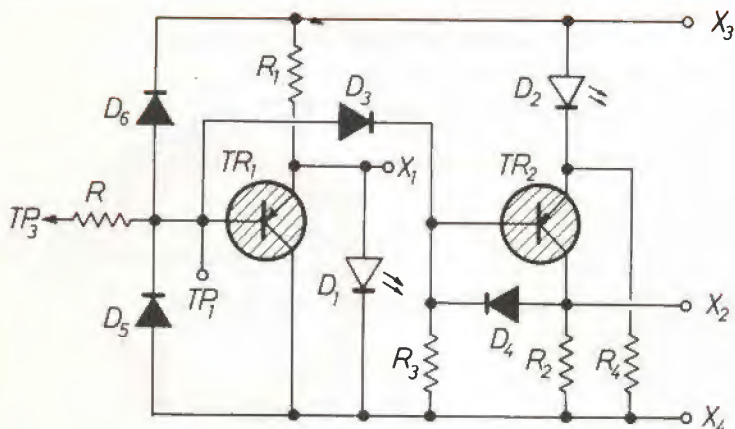 X₃
R₁
D₃
D₂
D₆
TR₁
X₁
TR₂
R
TP₃
TP₁
D₁
D₅
D₄
X₂
R₃
R₂
R₄
X₄